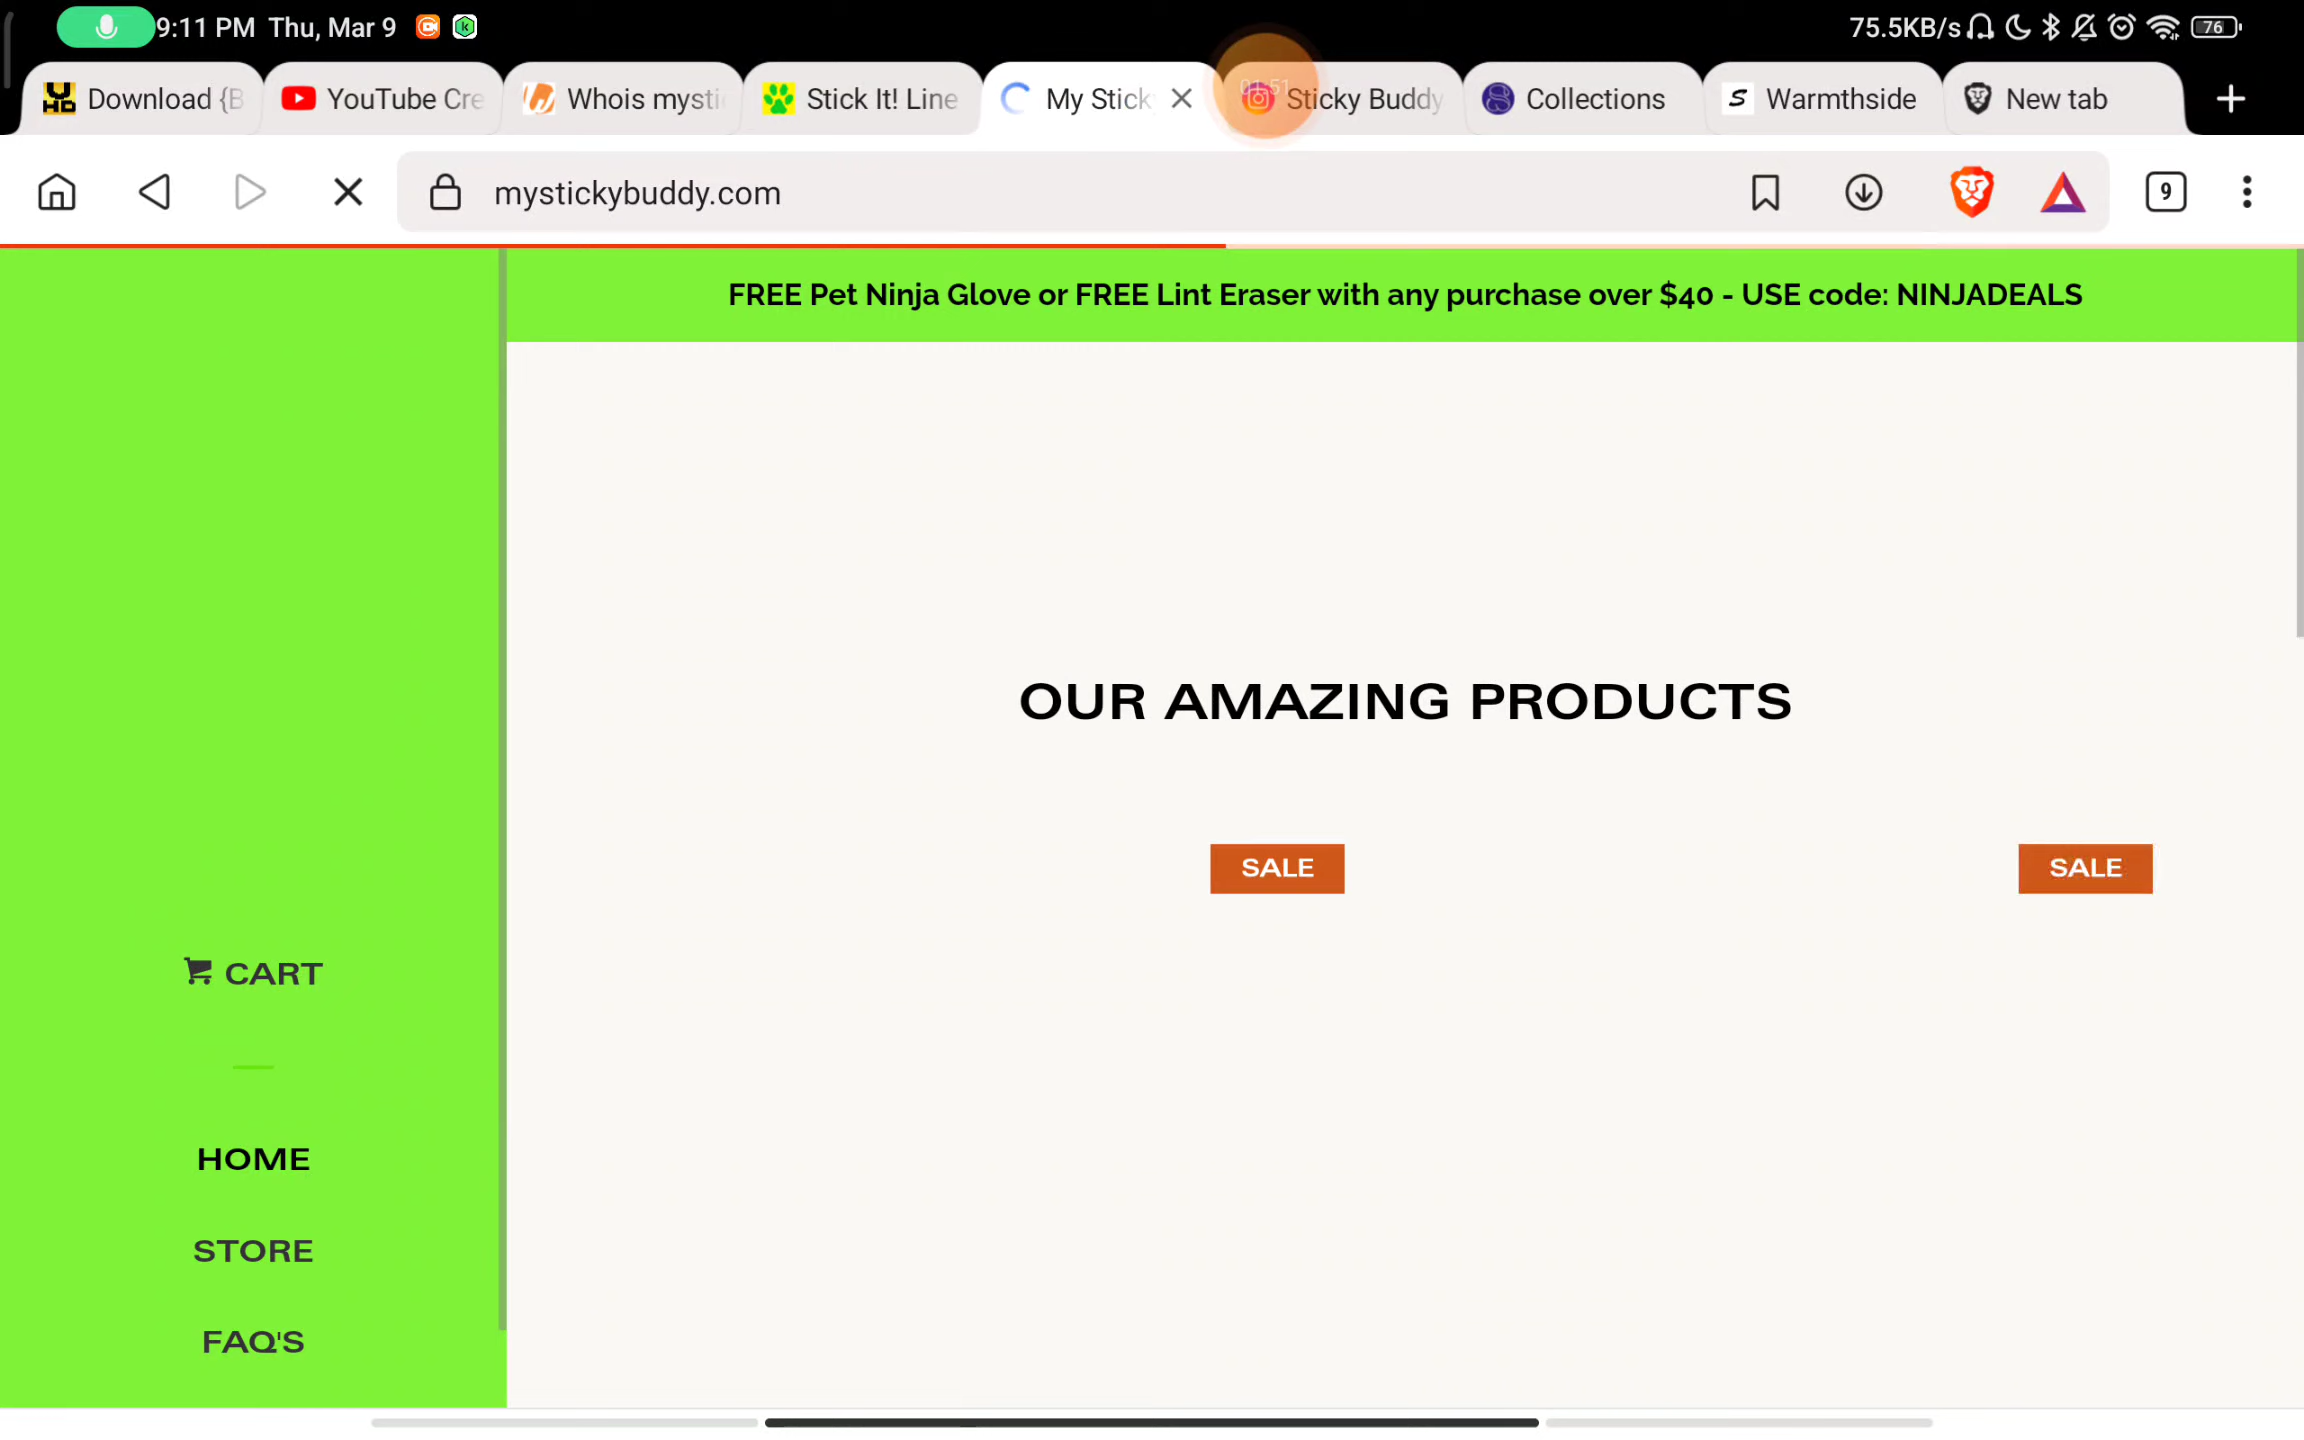 9:11 PM Thu, Mar 9
75.5KB/s
76
Download {B
YouTube Cre
Whois mysti
Stick It! Line
My Stick
01:51
Sticky Buddy
Collections
Warmthside
New tab
mystickybuddy.com
9
FREE Pet Ninja Glove or FREE Lint Eraser with any purchase over $40 - USE code: NINJADEALS
OUR AMAZING PRODUCTS
SALE
SALE
CART
HOME
STORE
FAQ'S